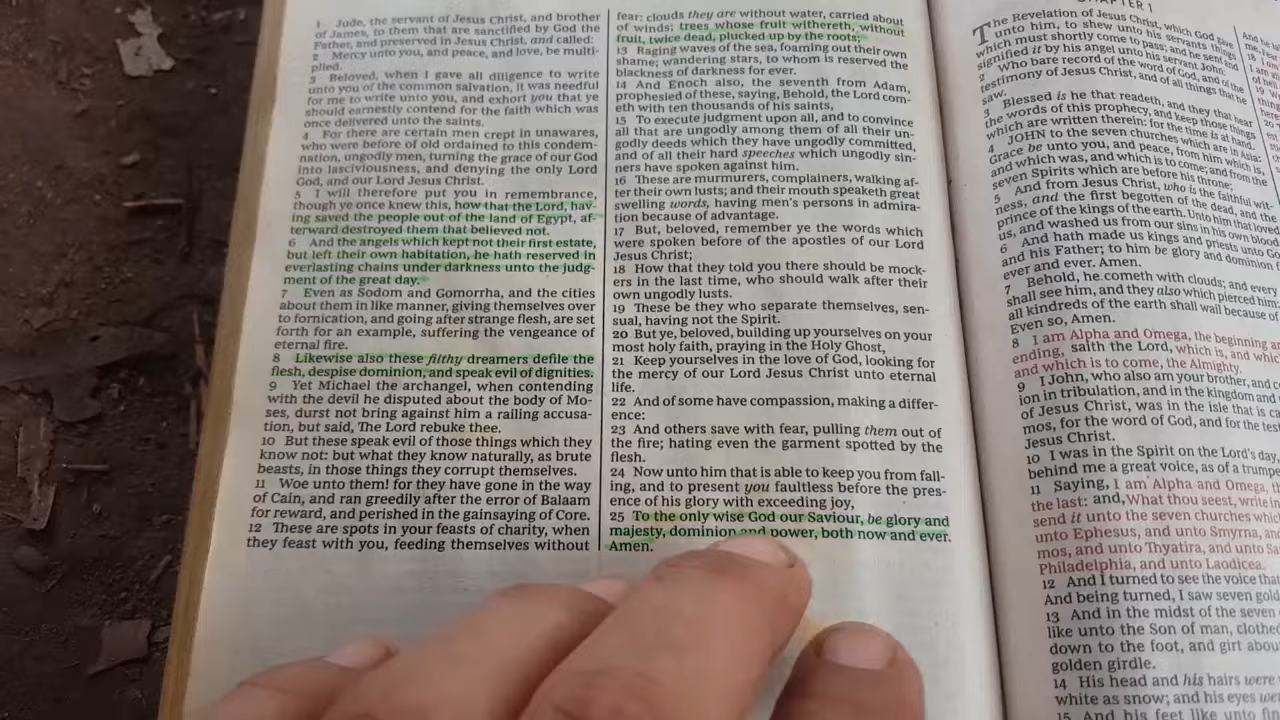 1 Jude, the servant of Jesus Christ, and brother
of James, to them that are sanctified by God the
Father, and preserved in Jesus Christ, and called:
2 Mercy unto you, and peace, and love, be multi-
plied.
3 Beloved, when I gave all diligence to write
unto you of the common salvation, it was needful
for me to write unto you, and exhort you that ye
should earnestly contend for the faith which was
once delivered unto the saints.
4 For there are certain men crept in unawares,
who were before of old ordained to this condem-
nation, ungodly men, turning the grace of our God
into lasciviousness, and denying the only Lord
God, and our Lord Jesus Christ.
5 I will therefore put you in remembrance,
though ye once knew this, how that the Lord, hav-
ing saved the people out of the land of Egypt, af-
terward destroyed them that believed not.
6 And the angels which kept not their first estate,
but left their own habitation, he hath reserved in
everlasting chains under darkness unto the judg-
ment of the great day.
7 Even as Sodom and Gomorrha, and the cities
about them in like manner, giving themselves over
to fornication, and going after strange flesh, are set
forth for an example, suffering the vengeance of
eternal fire.
8 Likewise also these filthy dreamers defile the
flesh, despise dominion, and speak evil of dignities.
9 Yet Michael the archangel, when contending
with the devil he disputed about the body of Mo-
ses, durst not bring against him a railing accusa-
tion, but said, The Lord rebuke thee.
10 But these speak evil of those things which they
know not: but what they know naturally, as brute
beasts, in those things they corrupt themselves.
11 Woe unto them! for they have gone in the way
of Cain, and ran greedily after the error of Balaam
for reward, and perished in the gainsaying of Core.
12 These are spots in your feasts of charity, when
they feast with you, feeding themselves without
fear: clouds they are without water, carried about
of winds; trees whose fruit withereth, without
fruit, twice dead, plucked up by the roots;
13 Raging waves of the sea, foaming out their own
shame; wandering stars, to whom is reserved the
blackness of darkness for ever.
14 And Enoch also, the seventh from Adam,
prophesied of these, saying, Behold, the Lord com-
eth with ten thousands of his saints,
15 To execute judgment upon all, and to convince
all that are ungodly among them of all their un-
godly deeds which they have ungodly committed,
and of all their hard speeches which ungodly sin-
ners have spoken against him.
16 These are murmurers, complainers, walking af-
ter their own lusts; and their mouth speaketh great
swelling words, having men's persons in admira-
tion because of advantage.
17 But, beloved, remember ye the words which
were spoken before of the apostles of our Lord
Jesus Christ;
18 How that they told you there should be mock-
ers in the last time, who should walk after their
own ungodly lusts.
19 These be they who separate themselves, sen-
sual, having not the Spirit.
20 But ye, beloved, building up yourselves on your
most holy faith, praying in the Holy Ghost,
21 Keep yourselves in the love of God, looking for
the mercy of our Lord Jesus Christ unto eternal
life.
22 And of some have compassion, making a differ-
ence:
23 And others save with fear, pulling them out of
the fire; hating even the garment spotted by the
flesh.
24 Now unto him that is able to keep you from fall-
ing, and to present you faultless before the pres-
ence of his glory with exceeding joy,
25 To the only wise God our Saviour, be glory and
majesty, dominion and power, both now and ever.
Amen.
CHAPTER 1
The Revelation of Jesus Christ, which God gave
unto him, to shew unto his servants things
which must shortly come to pass; and he sent and
signified it by his angel unto his servant John:
2 Who bare record of the word of God, and of the
testimony of Jesus Christ, and of all things that he
saw.
3 Blessed is he that readeth, and they that hear
the words of this prophecy, and keep those things
which are written therein: for the time is at hand.
4 JOHN to the seven churches which are in Asia:
Grace be unto you, and peace, from him which is,
and which was, and which is to come; and from the
seven Spirits which are before his throne;
5 And from Jesus Christ, who is the faithful wit-
ness, and the first begotten of the dead, and the
prince of the kings of the earth. Unto him that loved
us, and washed us from our sins in his own blood,
6 And hath made us kings and priests unto God
and his Father; to him be glory and dominion
ever and ever. Amen.
7 Behold, he cometh with clouds; and every
shall see him, and they also which pierced him:
all kindreds of the earth shall wail because of
Even so, Amen.
8 I am Alpha and Omega, the beginning an
ending, saith the Lord, which is, and whic
and which is to come, the Almighty.
9 I John, who also am your brother, and c
ion in tribulation, and in the kingdom and
of Jesus Christ, was in the isle that is ca
mos, for the word of God, and for the test
Jesus Christ.
10 I was in the Spirit on the Lord's day,
behind me a great voice, as of a trumpe
11 Saying, I am Alpha and Omega, the
the last: and, What thou seest, write in
send it unto the seven churches whic
unto Ephesus, and unto Smyrna, and
mos, and unto Thyatira, and unto Sa
Philadelphia, and unto Laodicea.
12 And I turned to see the voice tha
And being turned, I saw seven gold
13 And in the midst of the seven
like unto the Son of man, clothed
down to the foot, and girt abou
golden girdle.
14 His head and his hairs were
white as snow; and his eyes we
15 And his feet like unto fin